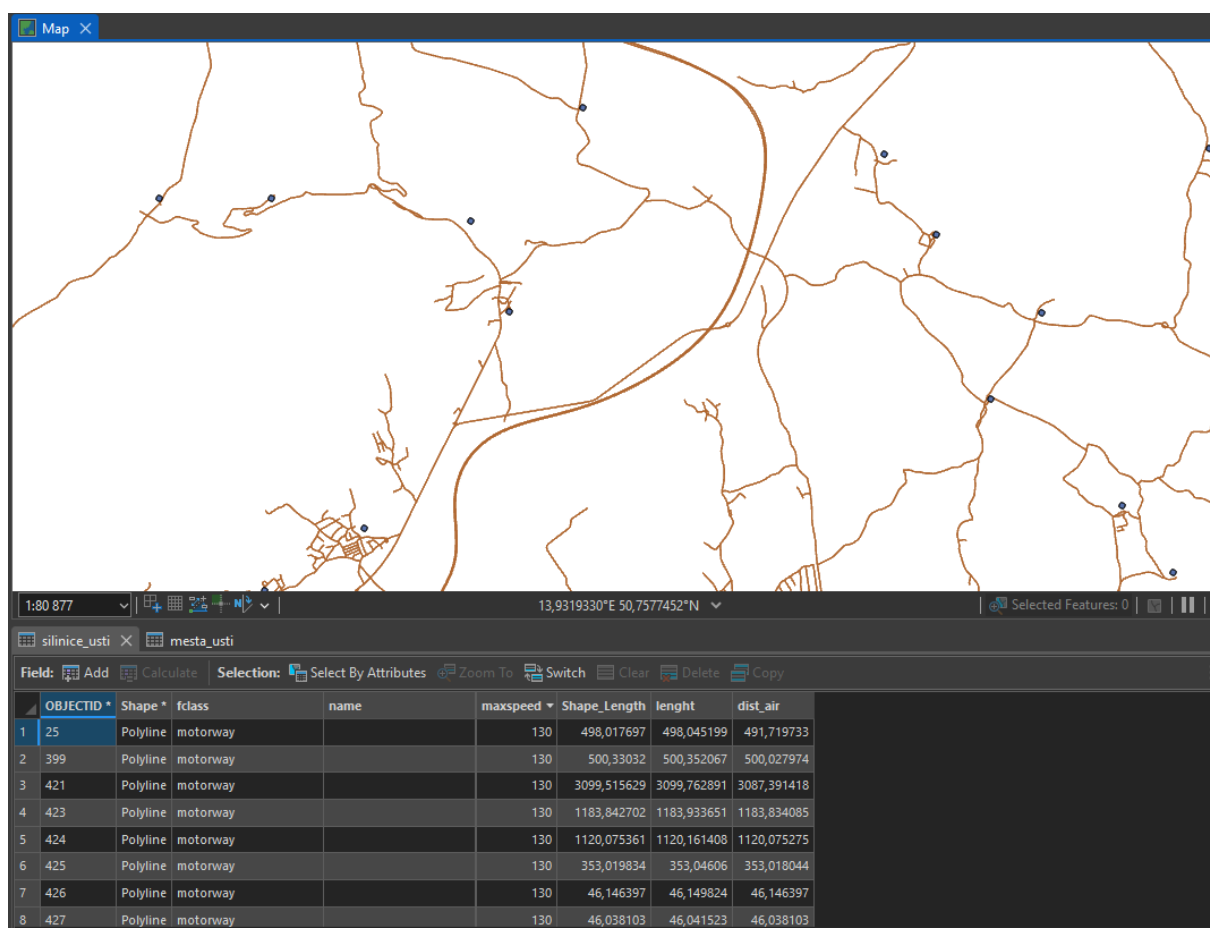 Map
1:80 877
13,9319330°E 50,7577452°N
Selected Features: 0
silinice_usti
mesta_usti
Field: Add Calculate Selection: Select By Attributes Zoom To Switch Clear Delete Copy
OBJECTID * Shape * fclass name maxspeed Shape_Length lenght dist_air
1 25 Polyline motorway 130 498,017697 498,045199 491,719733
2 399 Polyline motorway 130 500,33032 500,352067 500,027974
3 421 Polyline motorway 130 3099,515629 3099,762891 3087,391418
4 423 Polyline motorway 130 1183,842702 1183,933651 1183,834085
5 424 Polyline motorway 130 1120,075361 1120,161408 1120,075275
6 425 Polyline motorway 130 353,019834 353,04606 353,018044
7 426 Polyline motorway 130 46,146397 46,149824 46,146397
8 427 Polyline motorway 130 46,038103 46,041523 46,038103